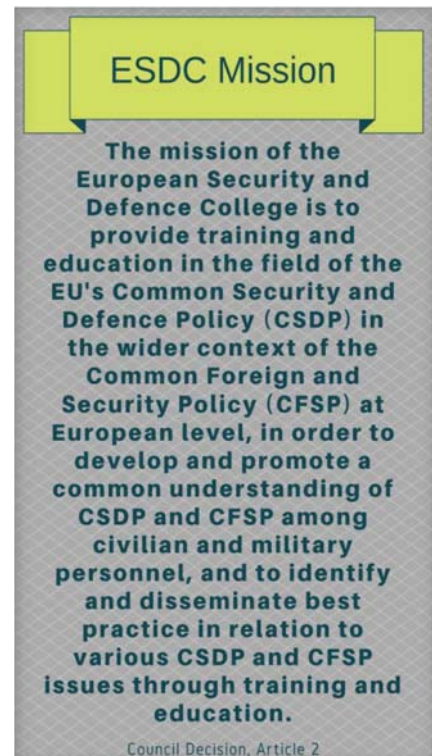 ESDC Mission
The mission of the
European Security and
Defence College is to
provide training and
education in the field of the
EU's Common Security and
Defence Policy (CSDP) in
the wider context of the
Common Foreign and
Security Policy (CFSP) at
European level, in order to
develop and promote a
common understanding of
CSDP and CFSP among
civilian and military
personnel, and to identify
and disseminate best
practice in relation to
various CSDP and CFSP
issues through training and
education.
Council Decision, Article 2